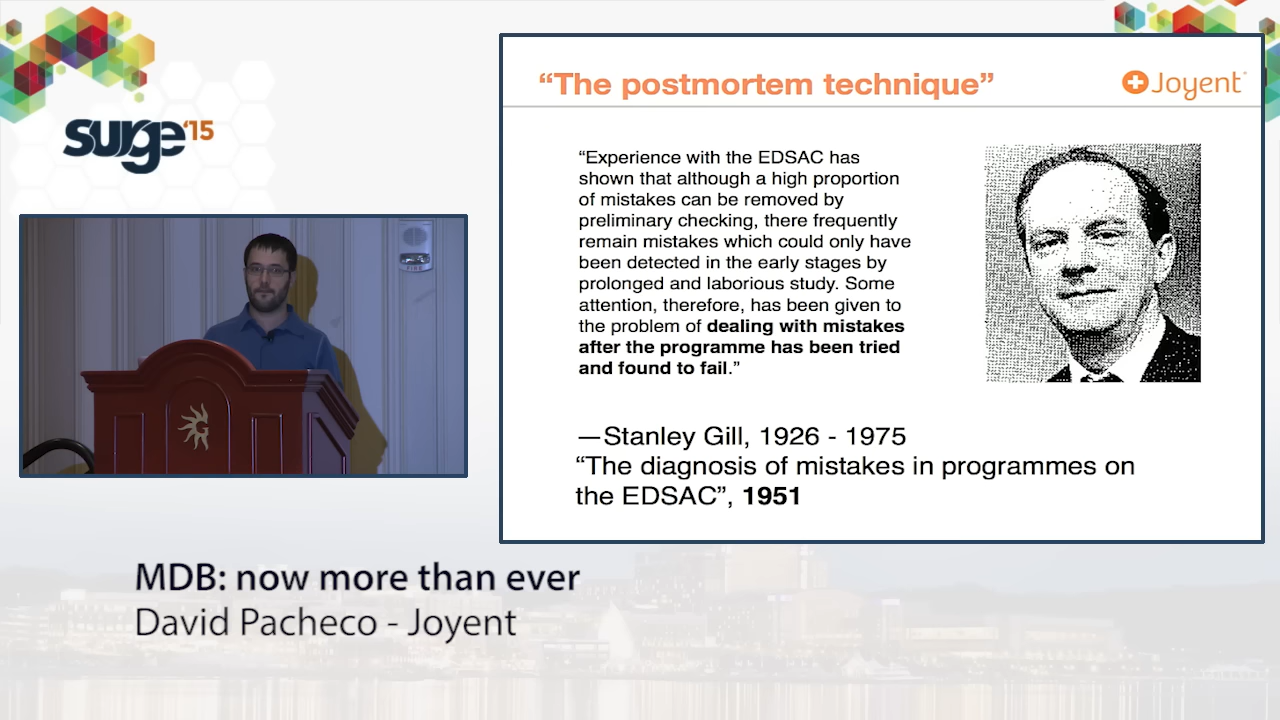 surge'15
"The postmortem technique"
Joyent
"Experience with the EDSAC has
shown that although a high proportion
of mistakes can be removed by
preliminary checking, there frequently
remain mistakes which could only have
been detected in the early stages by
prolonged and laborious study. Some
attention, therefore, has been given to
the problem of dealing with mistakes
after the programme has been tried
and found to fail."
—Stanley Gill, 1926 - 1975
"The diagnosis of mistakes in programmes on
the EDSAC", 1951
FIRE
MDB: now more than ever
David Pacheco - Joyent